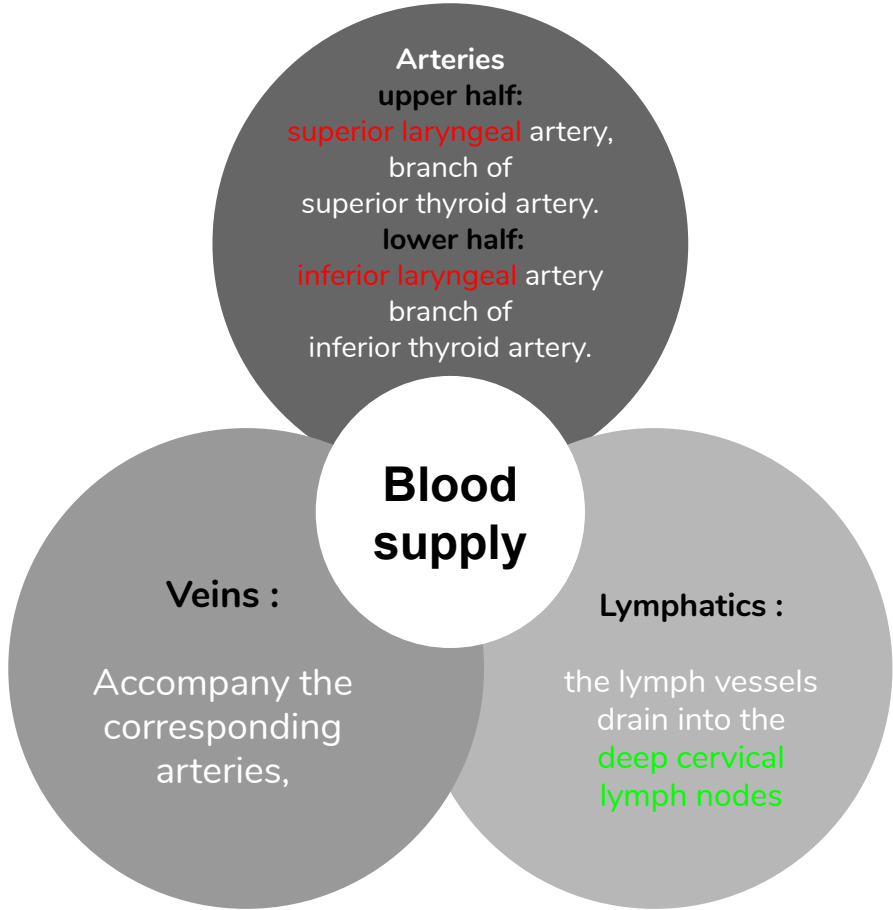 Arteries
upper half:
superior laryngeal artery,
branch of
superior thyroid artery.
lower half:
inferior laryngeal artery
branch of
inferior thyroid artery.
Blood
supply
Veins :
Accompany the
corresponding
arteries,
Lymphatics :
the lymph vessels
drain into the
deep cervical
lymph nodes